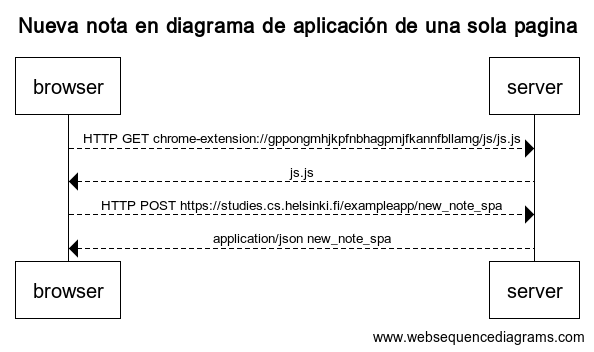 Nueva nota en diagrama de aplicación de una sola pagina
browser
server
HTTP GET chrome-extension://gppongmhjkpfnbhagpmjfkannfbllamg/js/js.js
js.js
HTTP POST https://studies.cs.helsinki.fi/exampleapp/new_note_spa
application/json new_note_spa
browser
server
www.websequencediagrams.com